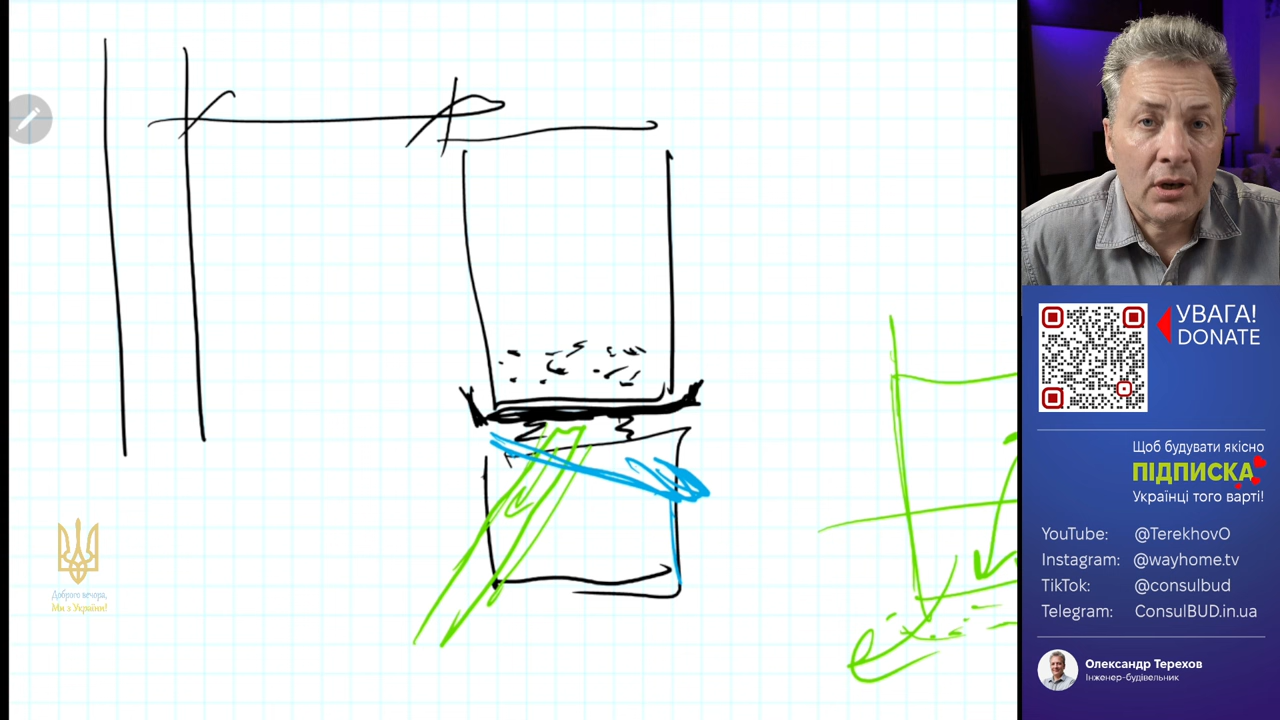 УВАГА!
DONATE
Щоб будувати якісно
ПІДПИСКА
Українці того варті!
YouTube: @TerekhovO
Instagram: @wayhome.tv
TikTok: @consulbud
Telegram: ConsulBUD.in.ua
Олександр Терехов
Інженер-будівельник
Доброго вечора,
Ми з України!